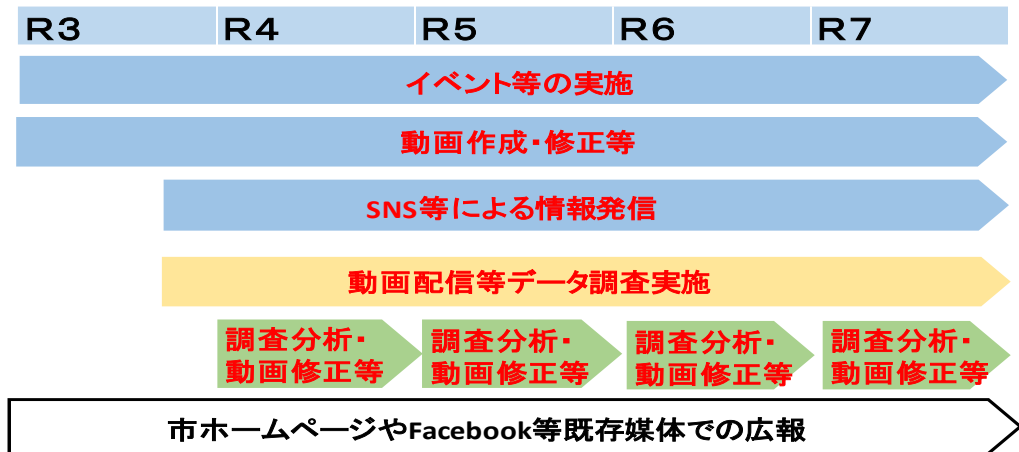 R3 R4 R5 R6 R7
イベント等の実施
動画作成・修正等
SNS等による情報発信
動画配信等データ調査実施
調査分析・
動画修正等
調査分析・
動画修正等
調査分析・
動画修正等
調査分析・
動画修正等
市ホームページやFacebook等既存媒体での広報